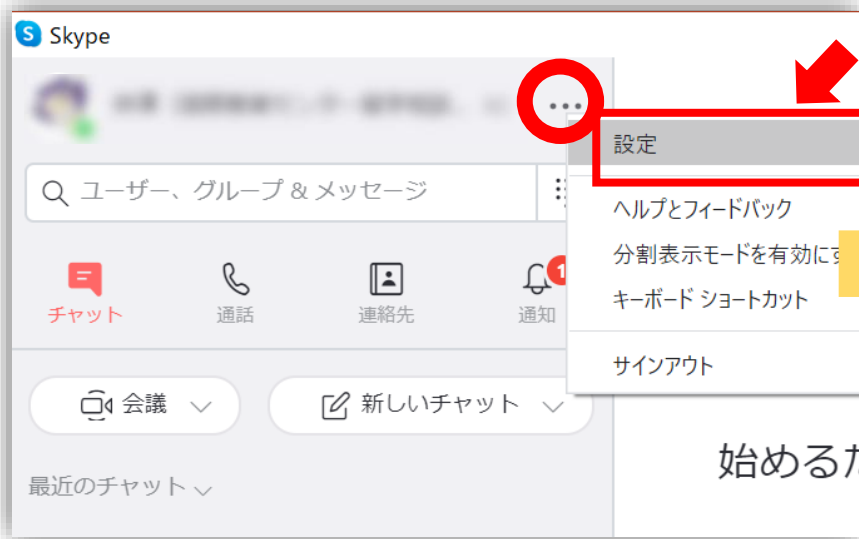 Skype
ユーザー、グループ & メッセージ
チャット
通話
連絡先
通知
1
会議
新しいチャット
最近のチャット
設定
ヘルプとフィードバック
分割表示モードを有効に
キーボード ショートカット
サインアウト
始める